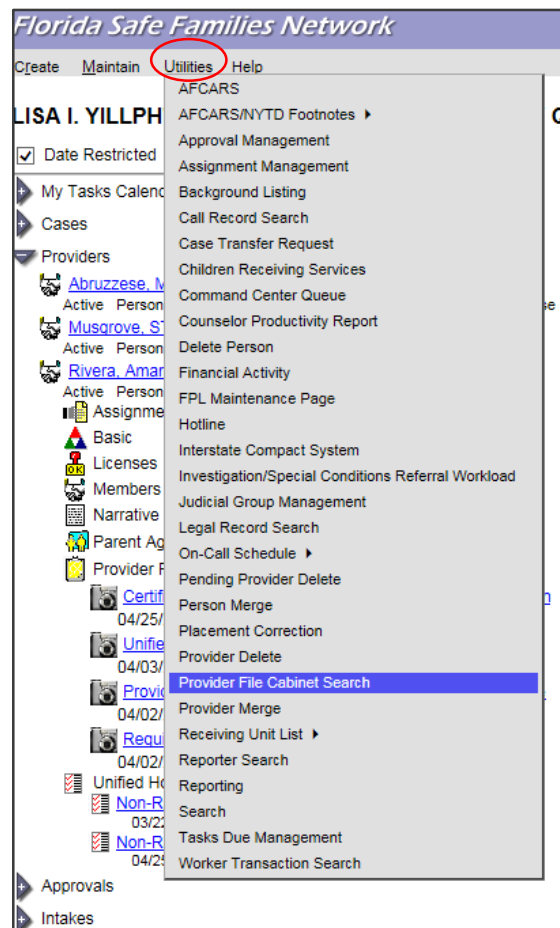 Florida Safe Families Network
Create Maintain Utilities Help
LISA I. YILLPH
Date Restricted
My Tasks Calend
Cases
Providers
Abruzzese, M
Active Person
Musgrove, ST
Active Person
Rivera, Amar
Active Person
Assignme
Basic
Licenses
Members
Narrative
Parent Ag
Provider F
Certif
04/25/
Unifie
04/03/
Provid
04/02/
Requi
04/02/
Unified Ho
Non-R
03/22
Non-R
04/25
Approvals
Intakes
AFCARS
AFCARS/NYTD Footnotes
Approval Management
Assignment Management
Background Listing
Call Record Search
Case Transfer Request
Children Receiving Services
Command Center Queue
Counselor Productivity Report
Delete Person
Financial Activity
FPL Maintenance Page
Hotline
Interstate Compact System
Investigation/Special Conditions Referral Workload
Judicial Group Management
Legal Record Search
On-Call Schedule
Pending Provider Delete
Person Merge
Placement Correction
Provider Delete
Provider File Cabinet Search
Provider Merge
Receiving Unit List
Reporter Search
Reporting
Search
Tasks Due Management
Worker Transaction Search